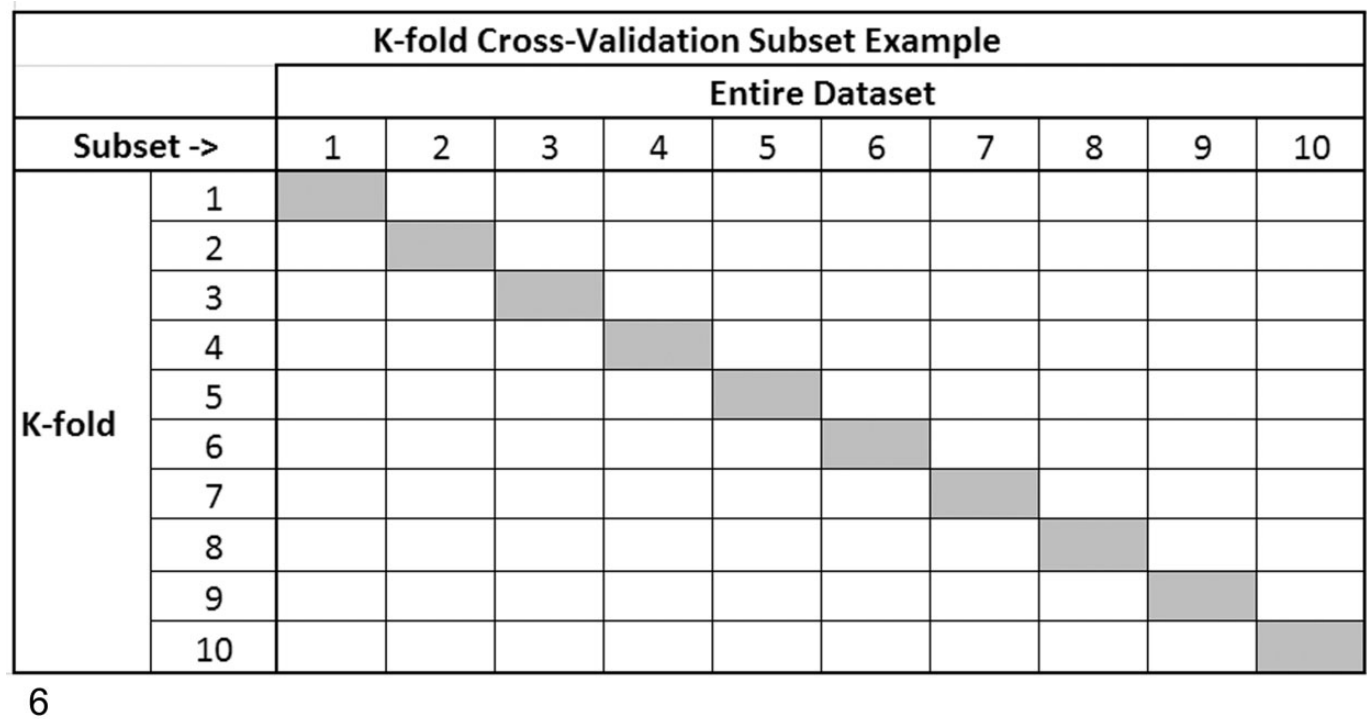 K-fold Cross-Validation Subset Example
Entire Dataset
Subset -> 1 2 3 4 5 6 7 8 9 10
1
2
3
4
5
K-fold
6
7
8
9
10
6